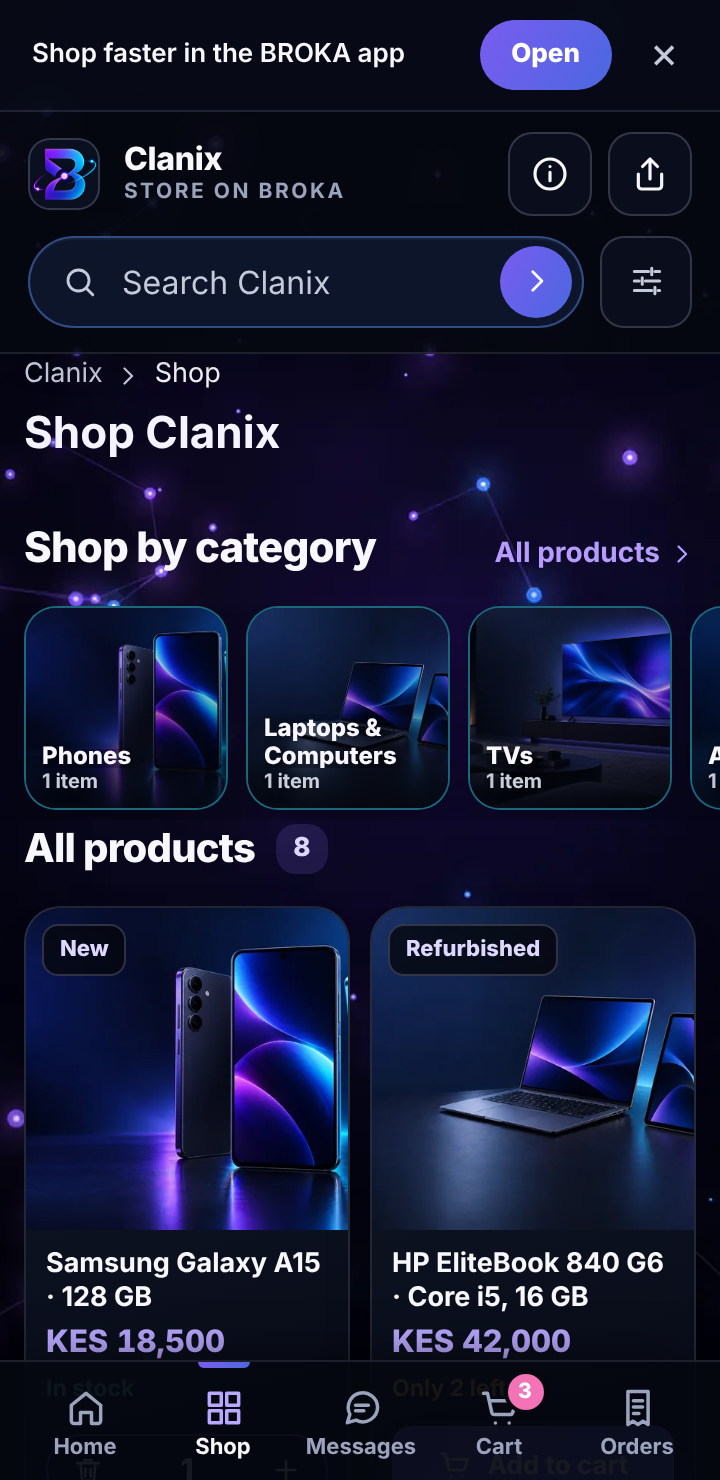 Shop faster in the BROKA app
Open
Clanix
STORE ON BROKA
Search Clanix
Clanix > Shop
Shop Clanix
Shop by category
All products >
Phones
1 item
Laptops &
Computers
1 item
TVs
1 item
A
1
All products 8
New
Refurbished
Samsung Galaxy A15
· 128 GB
KES 18,500
HP EliteBook 840 G6
· Core i5, 16 GB
KES 42,000
In stock
Only 2 left
1
Add to cart
3
Home
Shop
Messages
Cart
Orders